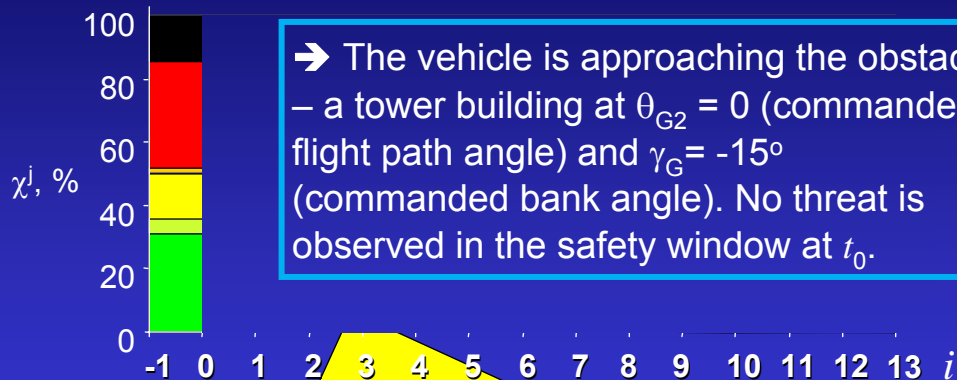 ➔ The vehicle is approaching the obstac
– a tower building at θG2 = 0 (commande
flight path angle) and γG= -15º
(commanded bank angle). No threat is
observed in the safety window at t0.
χj, %
100
80
60
40
20
0
-1 0 1 2 3 4 5 6 7 8 9 10 11 12 13 i